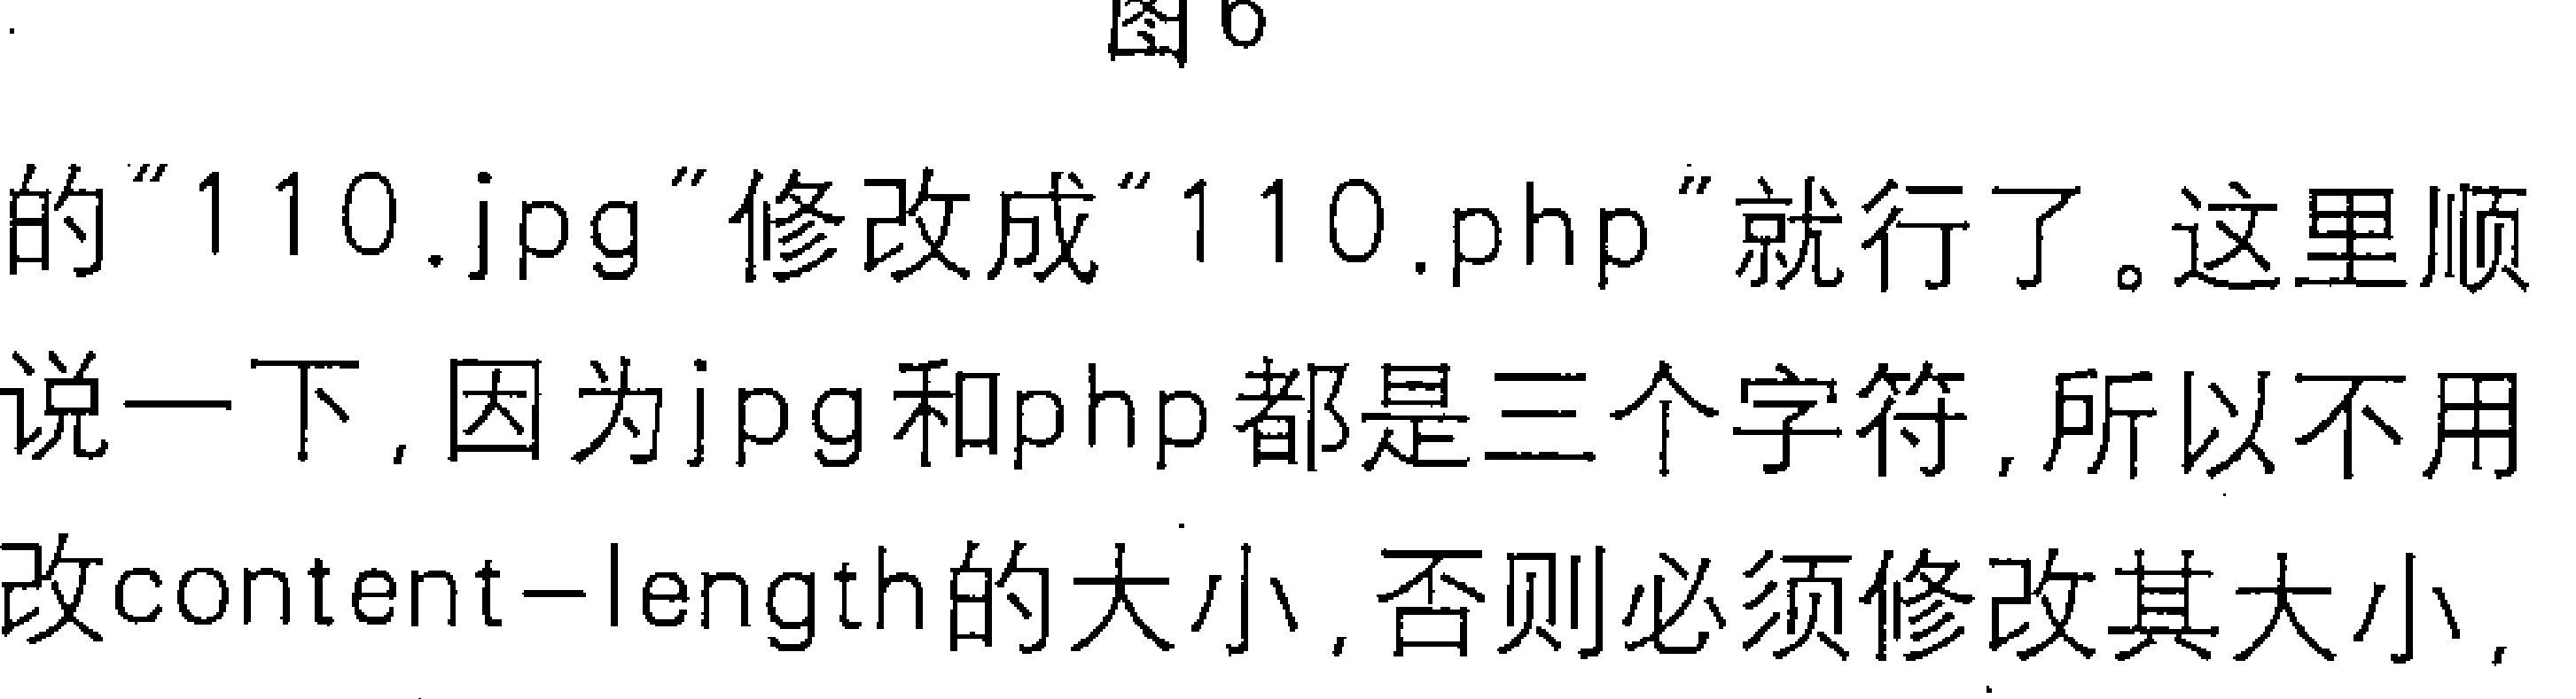 图6
的“110.jpg”修改成“110.php”就行了。这里顺
说一下,因为jpg和php都是三个字符,所以不用
改content-length的大小,否则必须修改其大小,